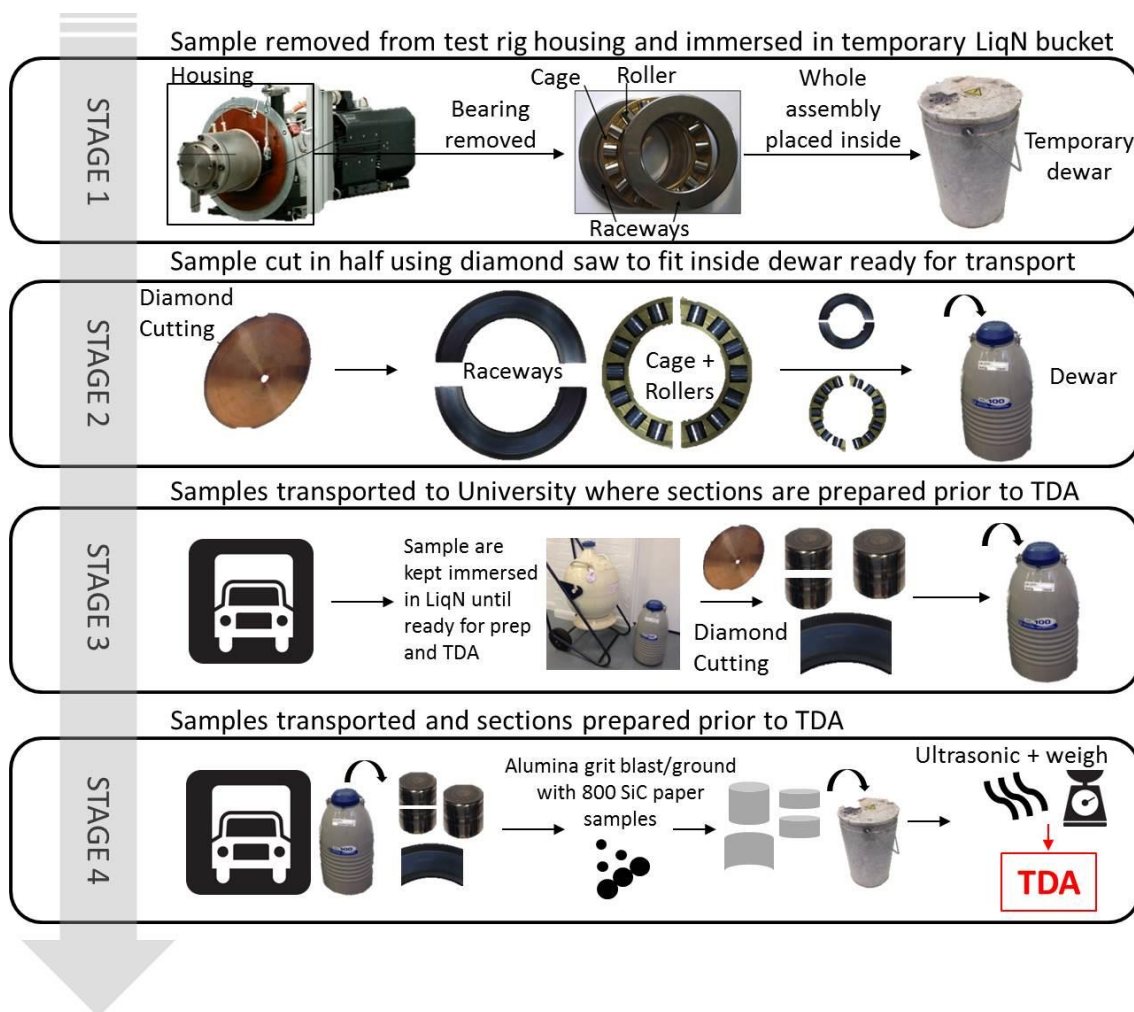 Sample removed from test rig housing and immersed in temporary LiqN bucket
STAGE 1
Housing
Bearing
removed
Cage
Roller
Raceways
Whole
assembly
placed inside
Temporary
dewar
Sample cut in half using diamond saw to fit inside dewar ready for transport
STAGE 2
Diamond
Cutting
Raceways
Cage +
Rollers
100
Dewar
Samples transported to University where sections are prepared prior to TDA
STAGE 3
Sample are
kept immersed
in LiqN until
ready for prep
and TDA
Diamond
Cutting
100
Samples transported and sections prepared prior to TDA
STAGE 4
Alumina grit blast/ground
with 800 SiC paper
samples
Ultrasonic + weigh
TDA